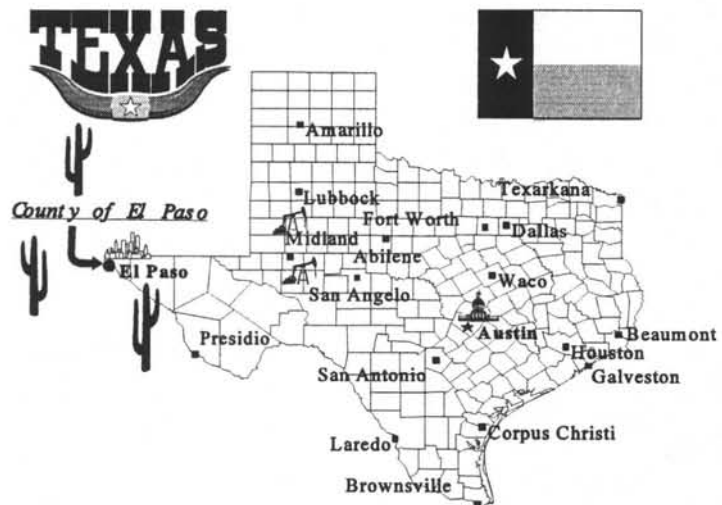 TEXAS
Amarillo
Texarkana
Lubbock
County of El Paso
Fort Worth
Dallas
Midland
Abilene
El Paso
Waco
San Angelo
Presidio
Austin
Beaumont
Houston
San Antonio
Galveston
Corpus Christi
Laredo
Brownsville